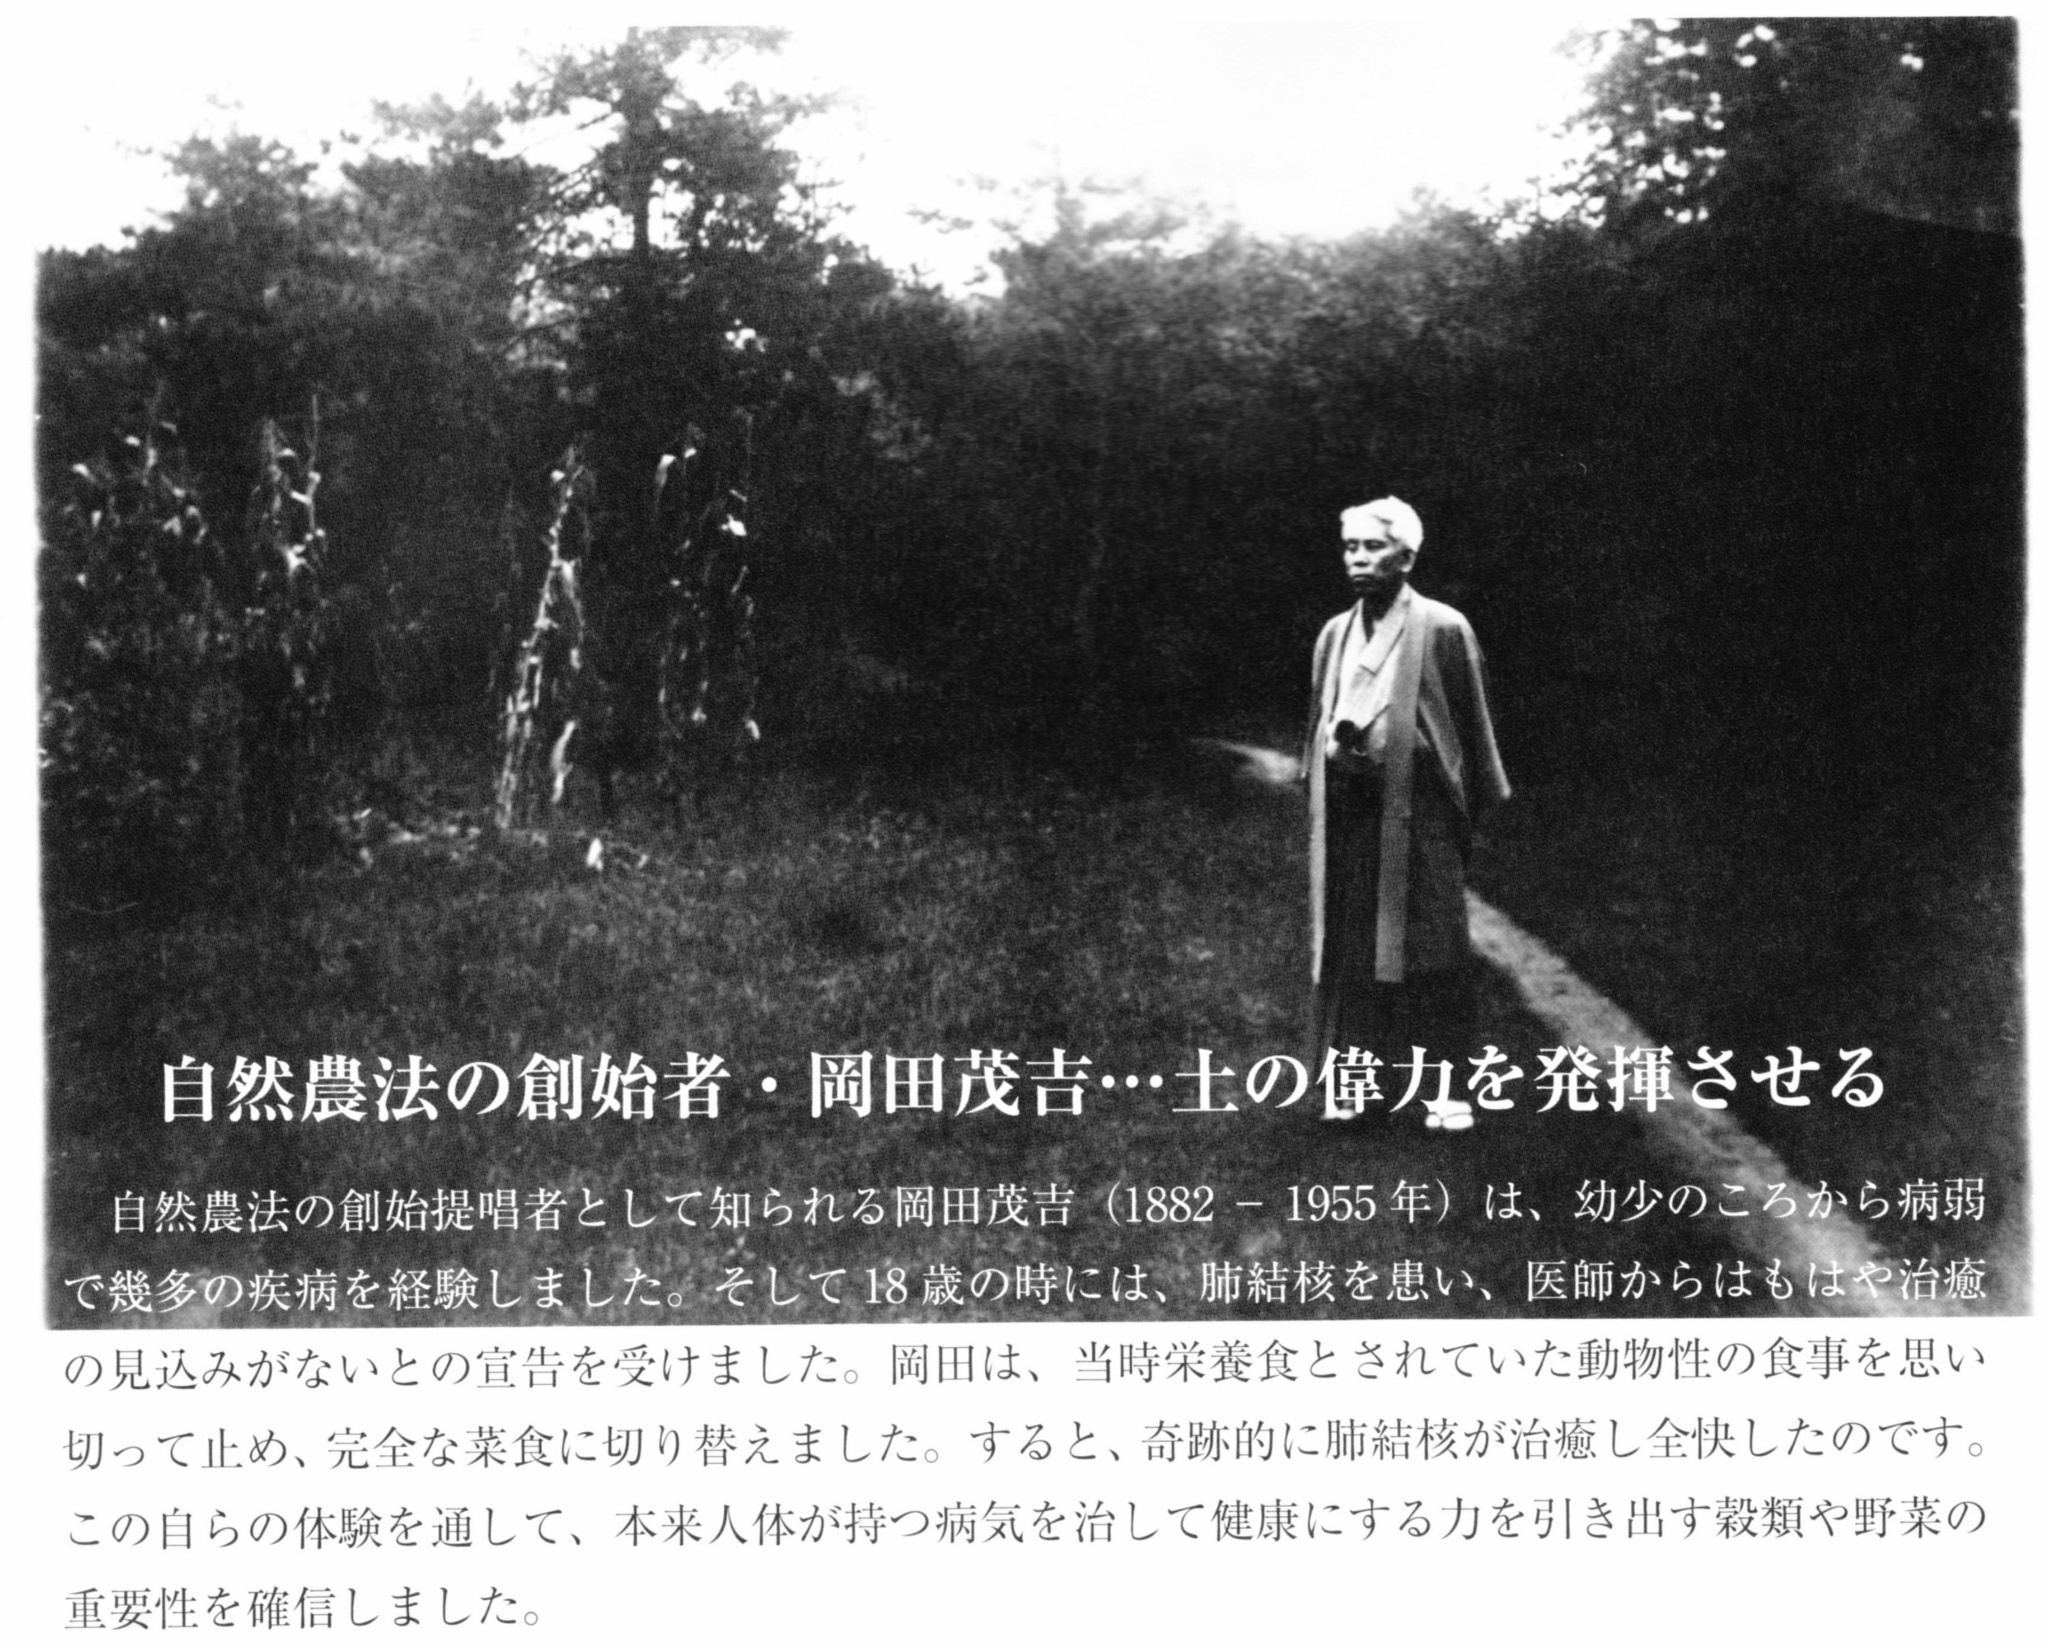 自然農法の創始者・岡田茂吉…土の偉力を発揮させる
自然農法の創始提唱者として知られる岡田茂吉（1882 − 1955 年）は、幼少のころから病弱
で幾多の疾病を経験しました。そして 18 歳の時には、肺結核を患い、医師からはもはや治癒
の見込みがないとの宣告を受けました。岡田は、当時栄養食とされていた動物性の食事を思い
切って止め、完全な菜食に切り替えました。すると、奇跡的に肺結核が治癒し全快したのです。
この自らの体験を通して、本来人体が持つ病気を治して健康にする力を引き出す穀類や野菜の
重要性を確信しました。